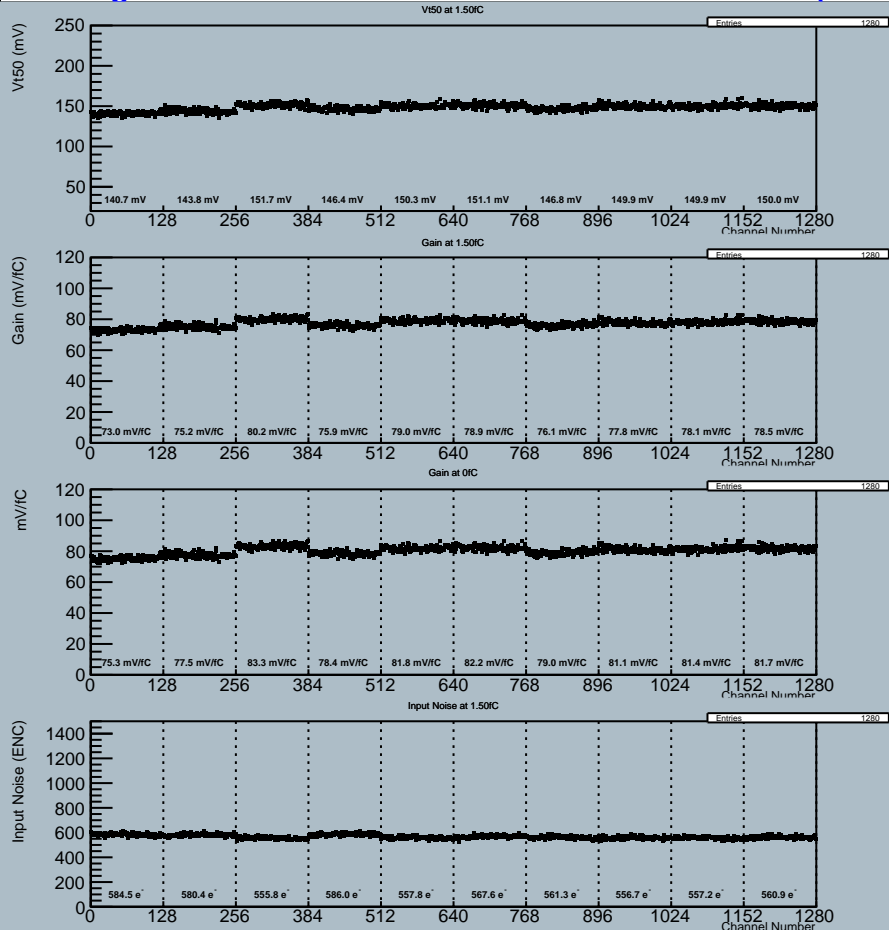 Vt50 at 1.50fC
Entries 1280
Vt50 (mV)
250
200
150
100
50
140.7 mV 143.8 mV 151.7 mV 146.4 mV 150.3 mV 151.1 mV 146.8 mV 149.9 mV 149.9 mV 150.0 mV
0 128 256 384 512 640 768 896 1024 1152 1280
Channel Number
Gain at 1.50fC
Entries 1280
Gain (mV/fC)
120
100
80
60
40
20
0
73.0 mV/fC 75.2 mV/fC 80.2 mV/fC 75.9 mV/fC 79.0 mV/fC 78.9 mV/fC 76.1 mV/fC 77.8 mV/fC 78.1 mV/fC 78.5 mV/fC
0 128 256 384 512 640 768 896 1024 1152 1280
Channel Number
Gain at 0fC
Entries 1280
mV/fC
120
100
80
60
40
20
0
75.3 mV/fC 77.5 mV/fC 83.3 mV/fC 78.4 mV/fC 81.8 mV/fC 82.2 mV/fC 79.0 mV/fC 81.1 mV/fC 81.4 mV/fC 81.7 mV/fC
0 128 256 384 512 640 768 896 1024 1152 1280
Channel Number
Input Noise at 1.50fC
Entries 1280
Input Noise (ENC)
1400
1200
1000
800
600
400
200
0
584.5 e⁻ 580.4 e⁻ 555.8 e⁻ 586.0 e⁻ 557.8 e⁻ 567.6 e⁻ 561.3 e⁻ 556.7 e⁻ 557.2 e⁻ 560.9 e⁻
0 128 256 384 512 640 768 896 1024 1152 1280
Channel Number